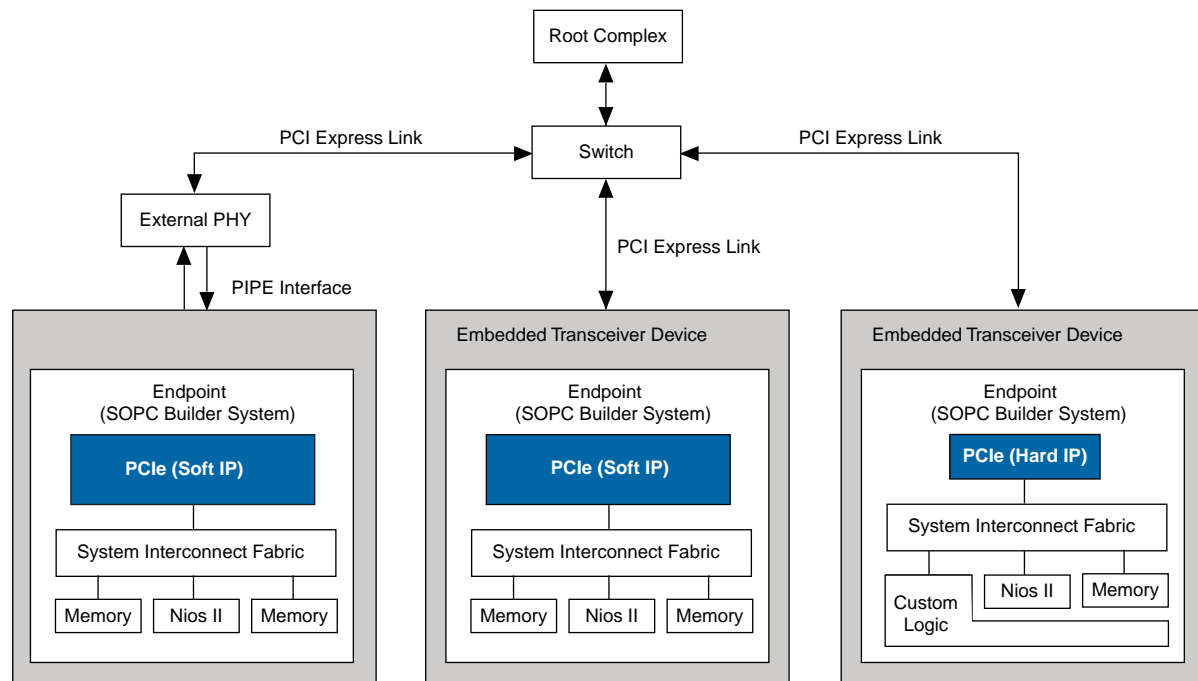 Root Complex
PCI Express Link
Switch
PCI Express Link
External PHY
PCI Express Link
PIPE Interface
Endpoint
(SOPC Builder System)
PCIe (Soft IP)
System Interconnect Fabric
Memory
Nios II
Memory
Embedded Transceiver Device
Endpoint
(SOPC Builder System)
PCIe (Soft IP)
System Interconnect Fabric
Memory
Nios II
Memory
Embedded Transceiver Device
Endpoint
(SOPC Builder System)
PCIe (Hard IP)
System Interconnect Fabric
Custom
Logic
Nios II
Memory